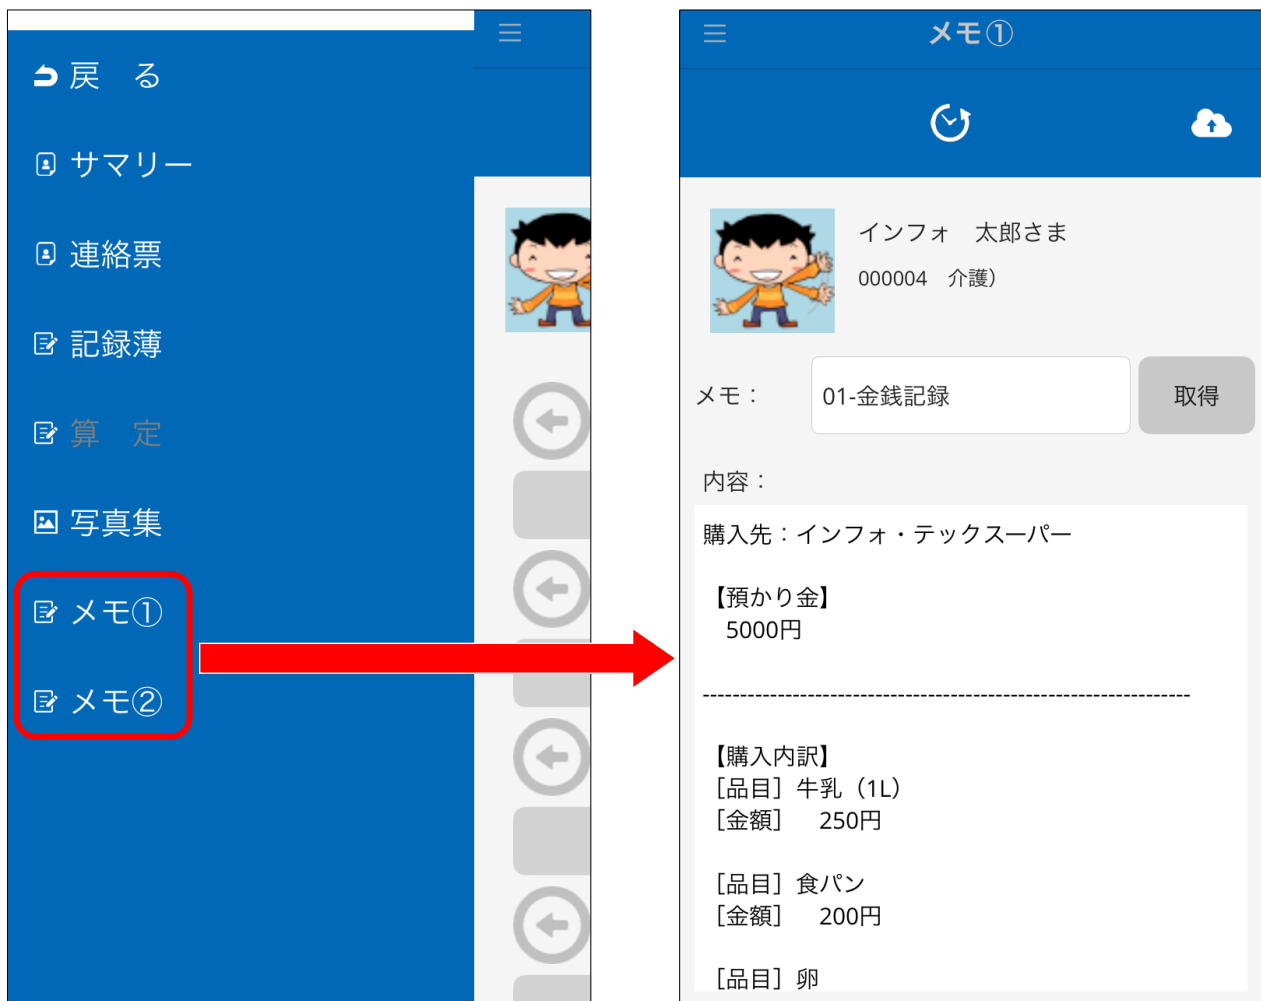 戻　る
サマリー
連絡票
記録薄
算　定
写真集
メモ①
メモ②
メモ①
インフォ　太郎さま
000004　介護）
メモ： 01-金銭記録 取得
内容：
購入先：インフォ・テックスーパー
【預かり金】
5000円
----------------------------------------------------------------
【購入内訳】
［品目］牛乳（1L）
［金額］　250円
［品目］食パン
［金額］　200円
［品目］卵